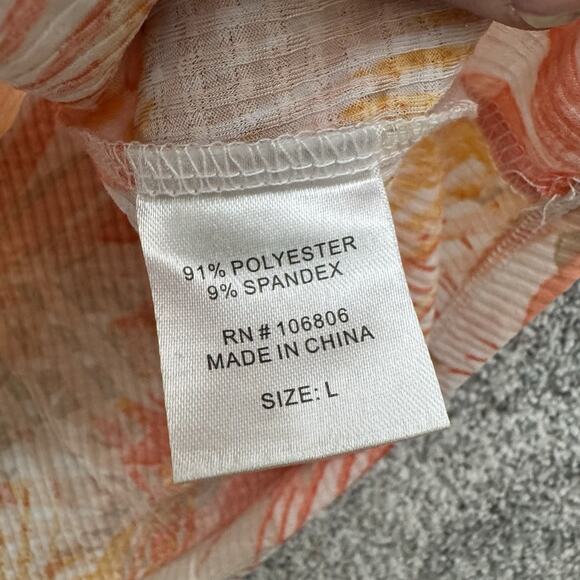 91% POLYESTER
9% SPANDEX
RN # 106806
MADE IN CHINA
SIZE: L